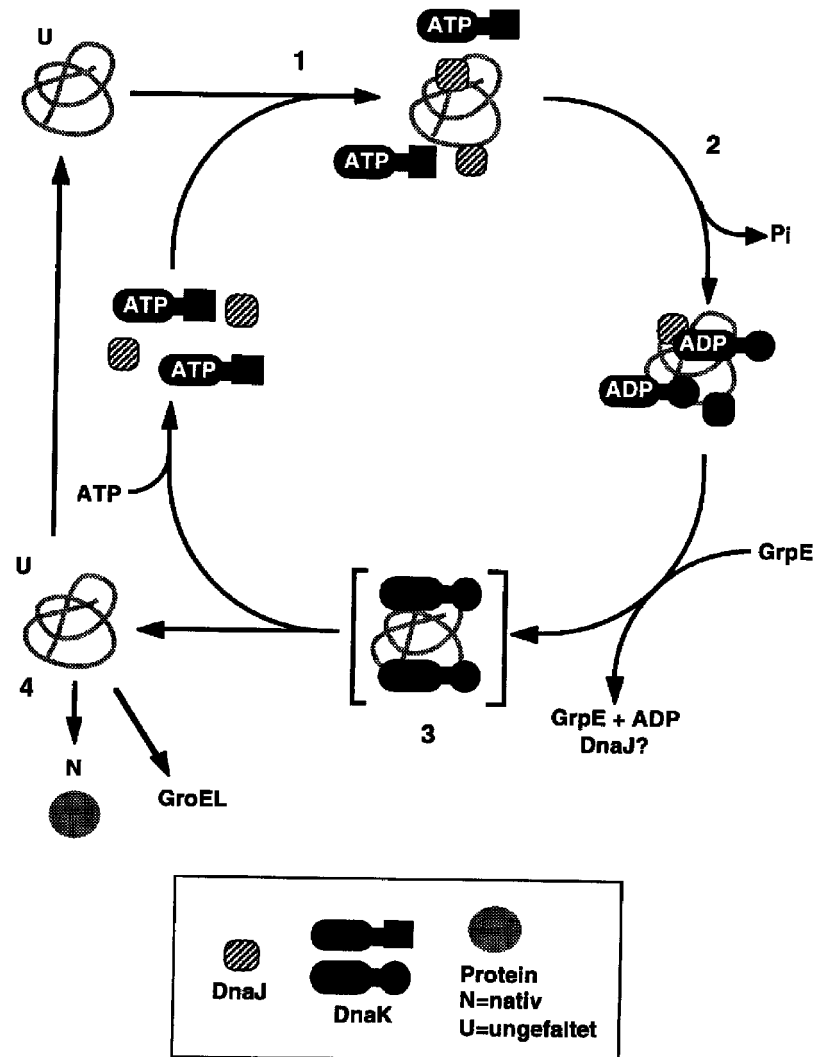 U
1
ATP
ATP
2
Pi
ATP
ATP
ADP
ADP
ATP
GrpE
U
4
3
GrpE + ADP
DnaJ?
N
GroEL
DnaJ
DnaK
Protein
N=nativ
U=ungefaltet